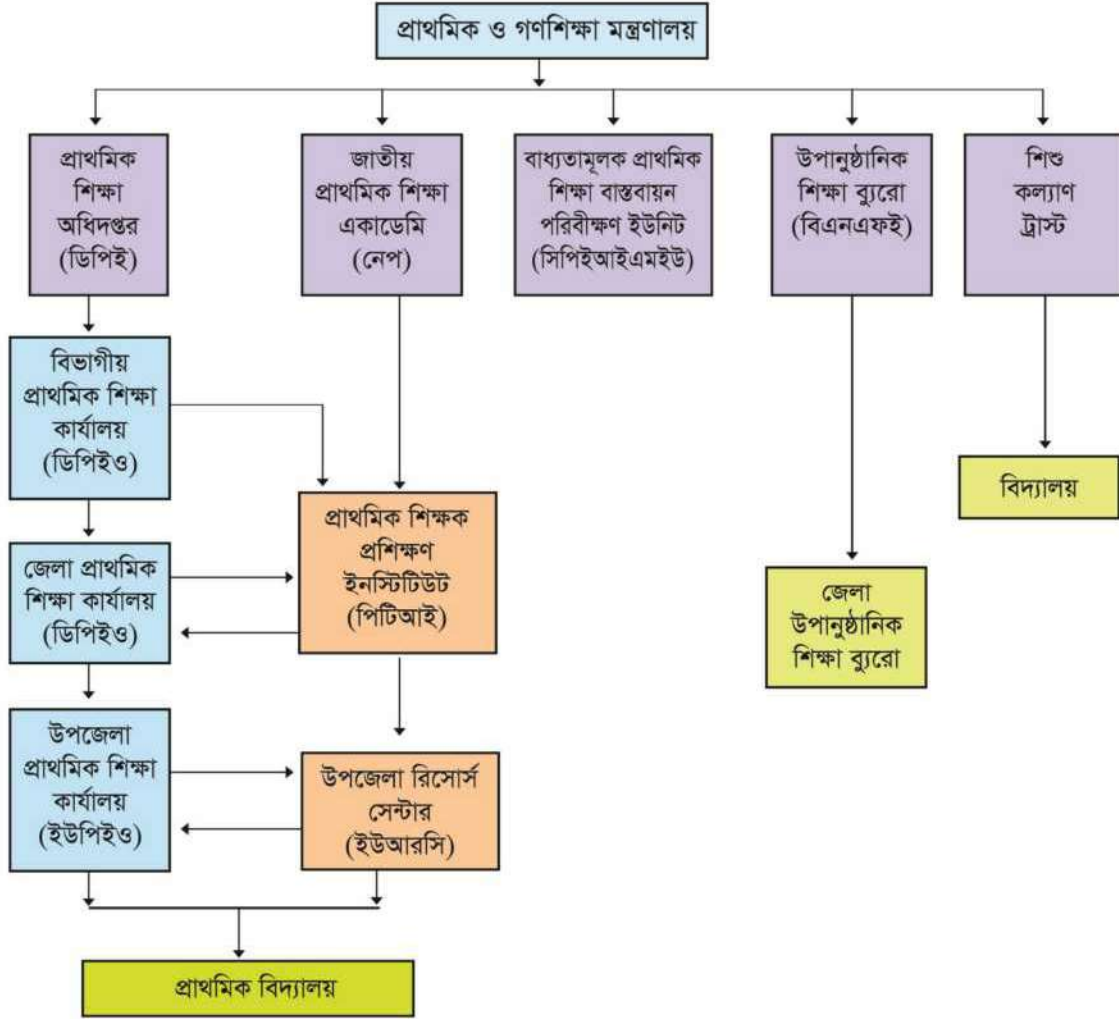 প্রাথমিক ও গণশিক্ষা মন্ত্রণালয়
প্রাথমিক
শিক্ষা
অধিদপ্তর
(ডিপিই)
জাতীয়
প্রাথমিক শিক্ষা
একাডেমি
(নেপ)
বাধ্যতামূলক প্রাথমিক
শিক্ষা বাস্তবায়ন
পরিবীক্ষণ ইউনিট
(সিপিইআইএমইউ)
উপানুষ্ঠানিক
শিক্ষা ব্যুরো
(বিএনএফই)
শিশু
কল্যাণ
ট্রাস্ট
বিভাগীয়
প্রাথমিক শিক্ষা
কার্যালয়
(ডিপিইও)
বিদ্যালয়
প্রাথমিক শিক্ষক
প্রশিক্ষণ
ইনস্টিটিউট
(পিটিআই)
জেলা প্রাথমিক
শিক্ষা কার্যালয়
(ডিপিইও)
জেলা
উপানুষ্ঠানিক
শিক্ষা ব্যুরো
উপজেলা
প্রাথমিক শিক্ষা
কার্যালয়
(ইউপিইও)
উপজেলা রিসোর্স
সেন্টার
(ইউআরসি)
প্রাথমিক বিদ্যালয়